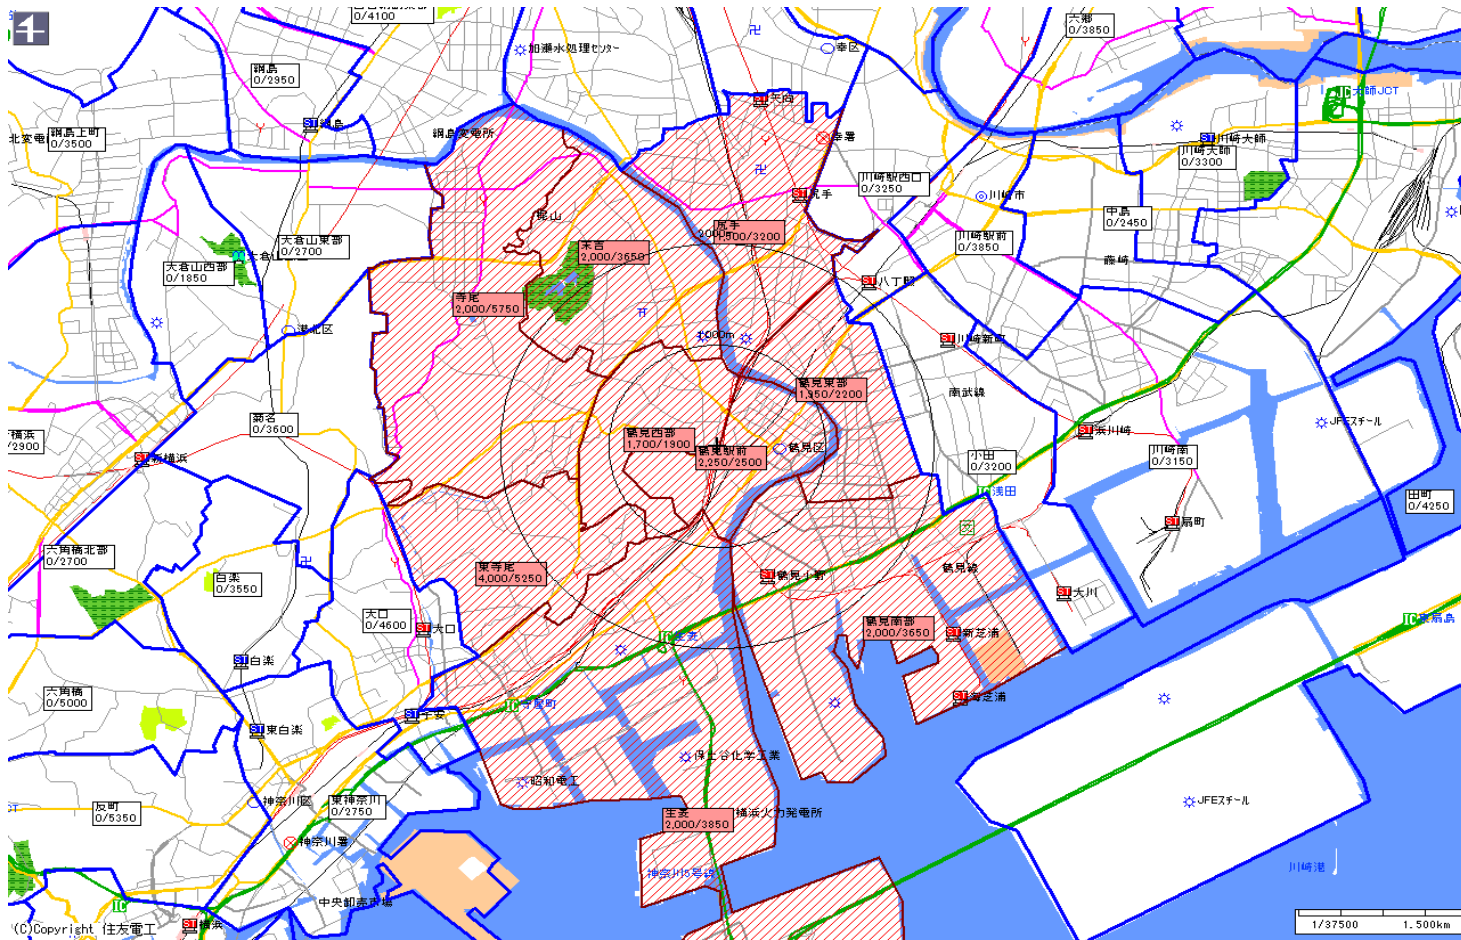 0/4100
六郷
0/3850
加瀬水処理センター
幸区
綱島
0/2950
矢向
大師JCT
綱島
綱島変電所
幸署
川崎大師
北変電
綱島上町
0/3500
川崎大師
0/3300
川崎駅西口
0/3250
尻手
川崎市
中島
0/2450
梶山
尻手
1,500/3200
川崎駅前
0/3850
大倉山東部
0/2700
末吉
2,000/3650
藤崎
大倉山西部
0/1850
八丁畷
寺尾
2,000/5750
港北区
川崎新町
鶴見東部
1,350/2200
南武線
菊名
0/3600
JFEスチール
新横浜
0/2900
鶴見西部
1,700/1900
鶴見駅前
2,250/2500
鶴見区
浜川崎
川崎南
0/3150
新横浜
小田
0/3200
浅田
田町
0/4250
扇町
六角橋北部
0/2700
東寺尾
4,000/5250
鶴見小野
鶴見線
白楽
0/3550
大川
大口
0/4600
大口
鶴見南部
2,000/3650
新芝浦
東扇島
生麦
白楽
六角橋
0/5000
海芝浦
守屋町
子安
東白楽
保土谷化学工業
昭和電工
JFEスチール
神奈川区
東神奈川
0/2750
反町
0/5350
生麦
2,000/3850
横浜火力発電所
神奈川署
神奈川5号線
川崎港
中央卸売市場
横浜
(C)Copyright 住友電工
1/37500
1.500km